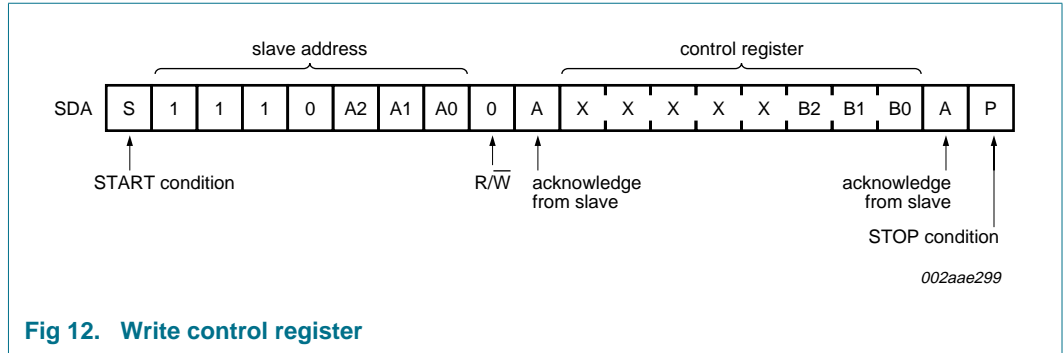 slave address control register
SDA S 1 1 1 0 A2 A1 A0 0 A X X X X X B2 B1 B0 A P
START condition R/W̅ acknowledge from slave acknowledge from slave
STOP condition
002aae299
Fig 12. Write control register